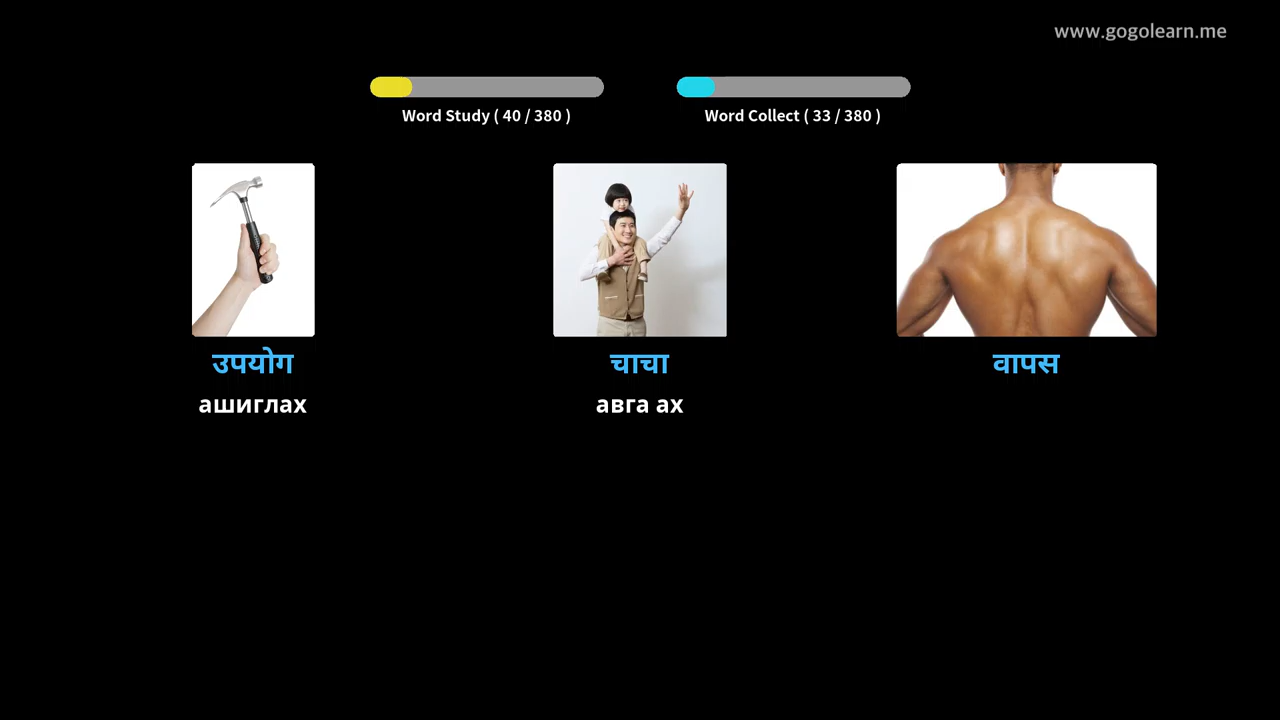 www.gogolearn.me
Word Study ( 40 / 380 )
Word Collect ( 33 / 380 )
उपयोग
चाचा
वापस
ашиглах
авга ах